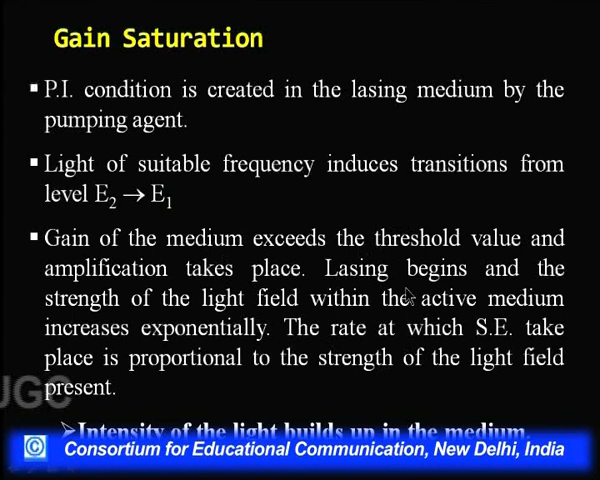 Gain Saturation
▪ P.I. condition is created in the lasing medium by the
pumping agent.
▪ Light of suitable frequency induces transitions from
level E₂ → E₁
▪ Gain of the medium exceeds the threshold value and
amplification takes place. Lasing begins and the
strength of the light field within the active medium
increases exponentially. The rate at which S.E. take
place is proportional to the strength of the light field
present.
UGC
➢Intensity of the light builds up in the medium.
© Consortium for Educational Communication, New Delhi, India